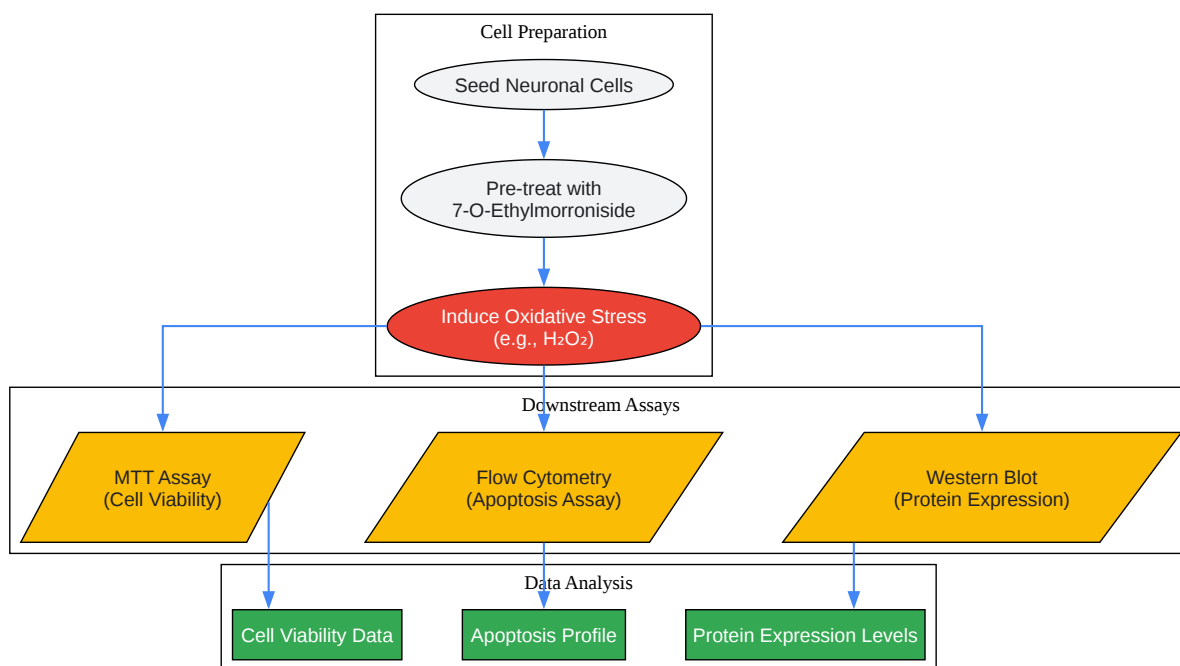 Cell Preparation
Seed Neuronal Cells
Pre-treat with
7-O-Ethylmorroniside
Induce Oxidative Stress
(e.g., H₂O₂)
Downstream Assays
MTT Assay
(Cell Viability)
Flow Cytometry
(Apoptosis Assay)
Western Blot
(Protein Expression)
Data Analysis
Cell Viability Data
Apoptosis Profile
Protein Expression Levels